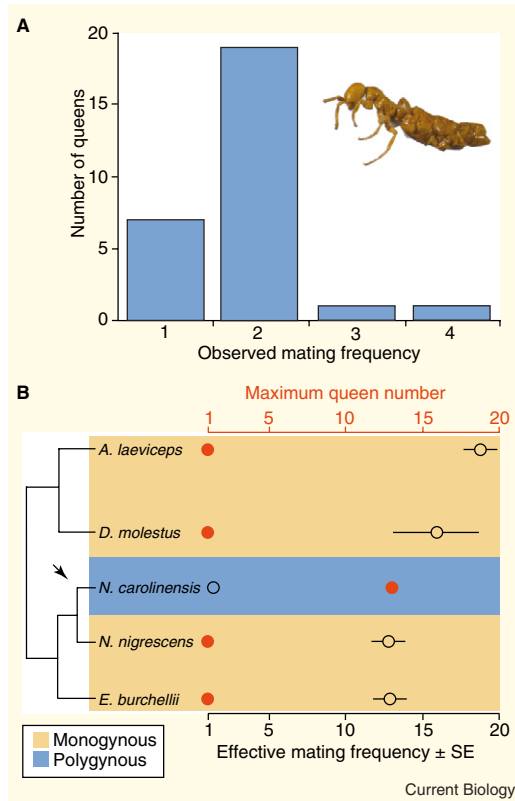 A
20
15
10
5
0
Number of queens
1 2 3 4
Observed mating frequency
B
Maximum queen number
1 5 10 15 20
A. laeviceps
D. molestus
N. carolinensis
N. nigrescens
E. burchellii
1 5 10 15 20
Effective mating frequency ± SE
Monogynous
Polygynous
Current Biology